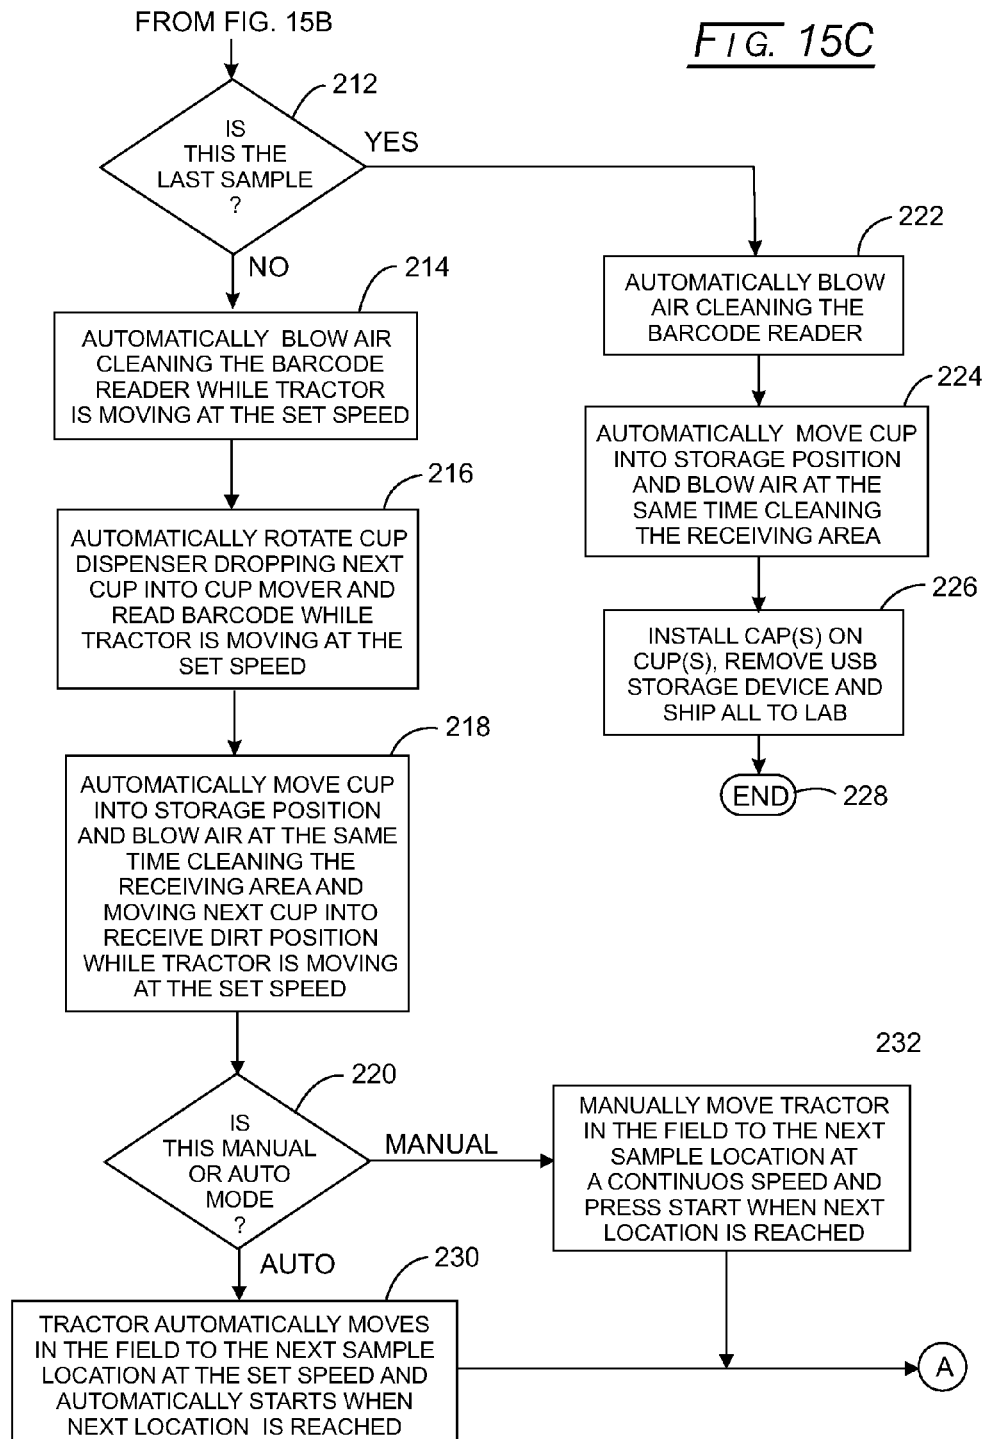 FROM FIG. 15B
FIG. 15C
212
IS
THIS THE
LAST SAMPLE
?
YES
NO
214
AUTOMATICALLY BLOW AIR
CLEANING THE BARCODE
READER WHILE TRACTOR
IS MOVING AT THE SET SPEED
216
AUTOMATICALLY ROTATE CUP
DISPENSER DROPPING NEXT
CUP INTO CUP MOVER AND
READ BARCODE WHILE
TRACTOR IS MOVING AT THE
SET SPEED
218
AUTOMATICALLY MOVE CUP
INTO STORAGE POSITION
AND BLOW AIR AT THE SAME
TIME CLEANING THE
RECEIVING AREA AND
MOVING NEXT CUP INTO
RECEIVE DIRT POSITION
WHILE TRACTOR IS MOVING
AT THE SET SPEED
220
IS
THIS MANUAL
OR AUTO
MODE
?
MANUAL
AUTO
222
AUTOMATICALLY BLOW
AIR CLEANING THE
BARCODE READER
224
AUTOMATICALLY MOVE CUP
INTO STORAGE POSITION
AND BLOW AIR AT THE
SAME TIME CLEANING
THE RECEIVING AREA
226
INSTALL CAP(S) ON
CUP(S), REMOVE USB
STORAGE DEVICE AND
SHIP ALL TO LAB
END
228
232
MANUALLY MOVE TRACTOR
IN THE FIELD TO THE NEXT
SAMPLE LOCATION AT
A CONTINUOS SPEED AND
PRESS START WHEN NEXT
LOCATION IS REACHED
230
TRACTOR AUTOMATICALLY MOVES
IN THE FIELD TO THE NEXT SAMPLE
LOCATION AT THE SET SPEED AND
AUTOMATICALLY STARTS WHEN
NEXT LOCATION IS REACHED
A